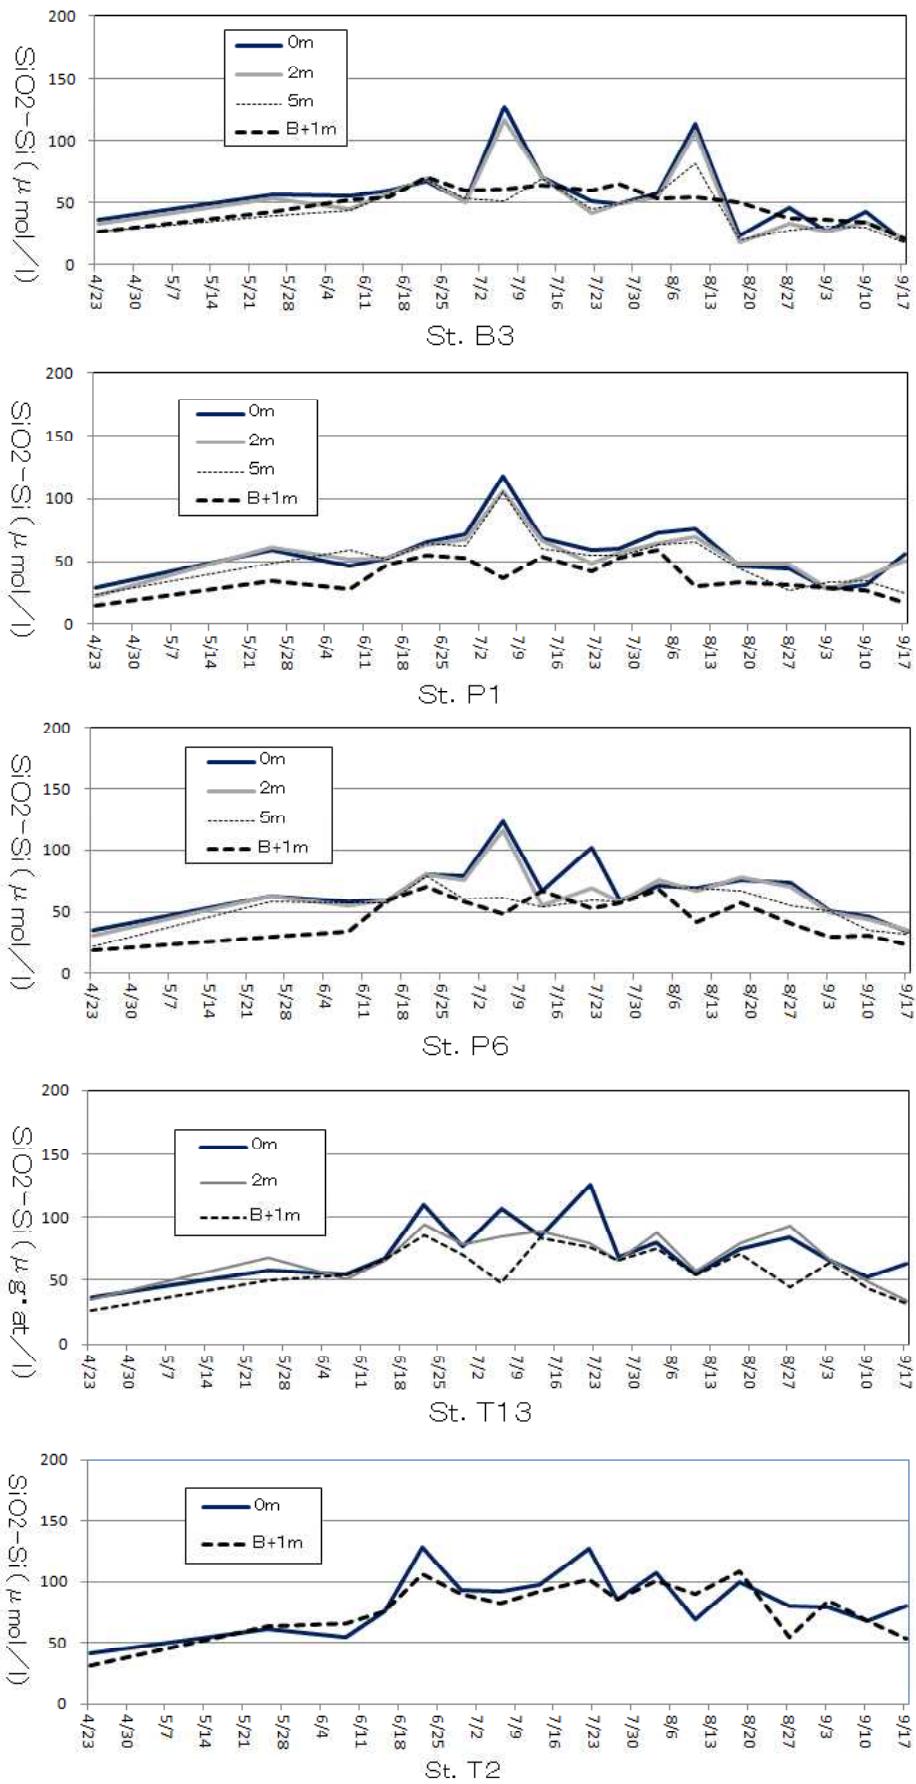 SiO2-Si(μmol/l)
200
150
100
50
0
0m
2m
5m
B+1m
4/23 4/30 5/7 5/14 5/21 5/28 6/4 6/11 6/18 6/25 7/2 7/9 7/16 7/23 7/30 8/6 8/13 8/20 8/27 9/3 9/10 9/17
St. B3
SiO2-Si(μmol/l)
200
150
100
50
0
0m
2m
5m
B+1m
4/23 4/30 5/7 5/14 5/21 5/28 6/4 6/11 6/18 6/25 7/2 7/9 7/16 7/23 7/30 8/6 8/13 8/20 8/27 9/3 9/10 9/17
St. P1
SiO2-Si(μmol/l)
200
150
100
50
0
0m
2m
5m
B+1m
4/23 4/30 5/7 5/14 5/21 5/28 6/4 6/11 6/18 6/25 7/2 7/9 7/16 7/23 7/30 8/6 8/13 8/20 8/27 9/3 9/10 9/17
St. P6
SiO2-Si(μg・at/l)
200
150
100
50
0
0m
2m
B+1m
4/23 4/30 5/7 5/14 5/21 5/28 6/4 6/11 6/18 6/25 7/2 7/9 7/16 7/23 7/30 8/6 8/13 8/20 8/27 9/3 9/10 9/17
St. T13
SiO2-Si(μmol/l)
200
150
100
50
0
0m
B+1m
4/23 4/30 5/7 5/14 5/21 5/28 6/4 6/11 6/18 6/25 7/2 7/9 7/16 7/23 7/30 8/6 8/13 8/20 8/27 9/3 9/10 9/17
St. T2